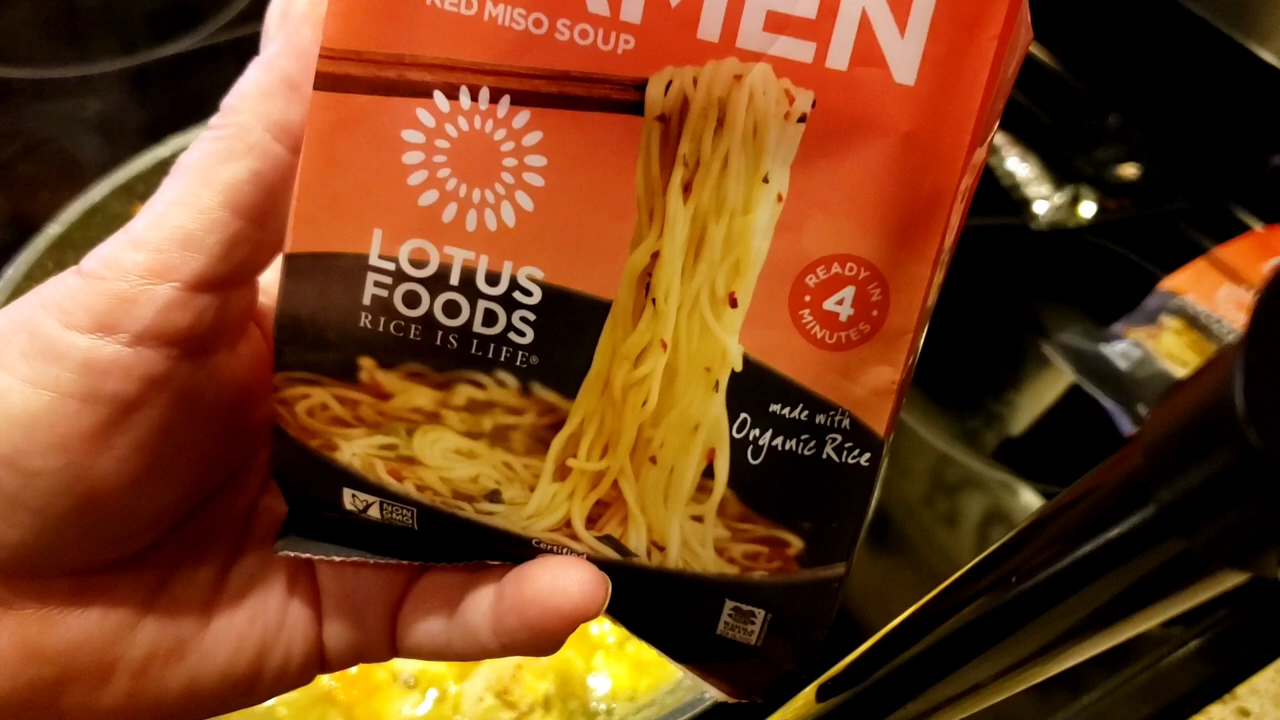 RAMEN
RED MISO SOUP
LOTUS
FOODS
RICE IS LIFE®
READY IN
4
MINUTES
made with
Organic Rice
NON
GMO
Certified